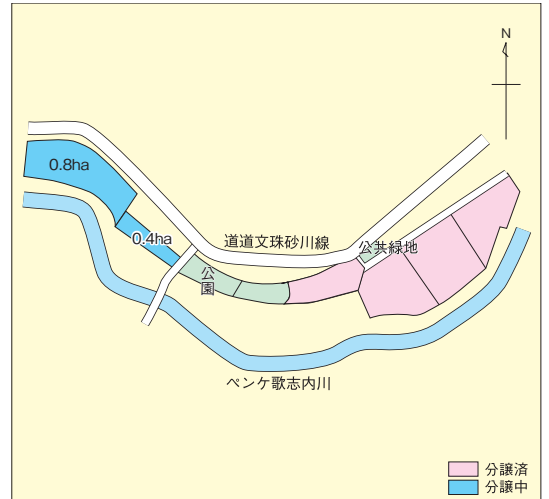 N
0.8ha
0.4ha
道道文珠砂川線
公共緑地
公園
ペンケ歌志内川
分譲済
分譲中